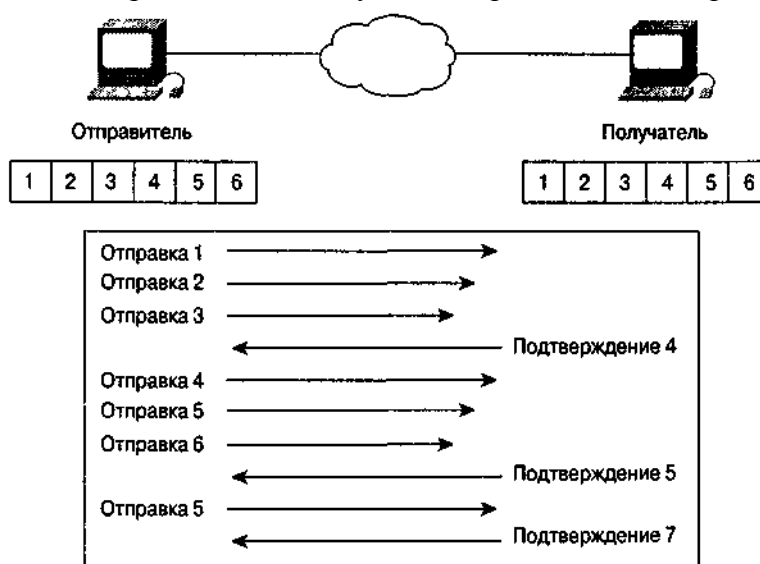 Отправитель Получатель
1 2 3 4 5 6 1 2 3 4 5 6
Отправка 1
Отправка 2
Отправка 3
Подтверждение 4
Отправка 4
Отправка 5
Отправка 6
Подтверждение 5
Отправка 5
Подтверждение 7